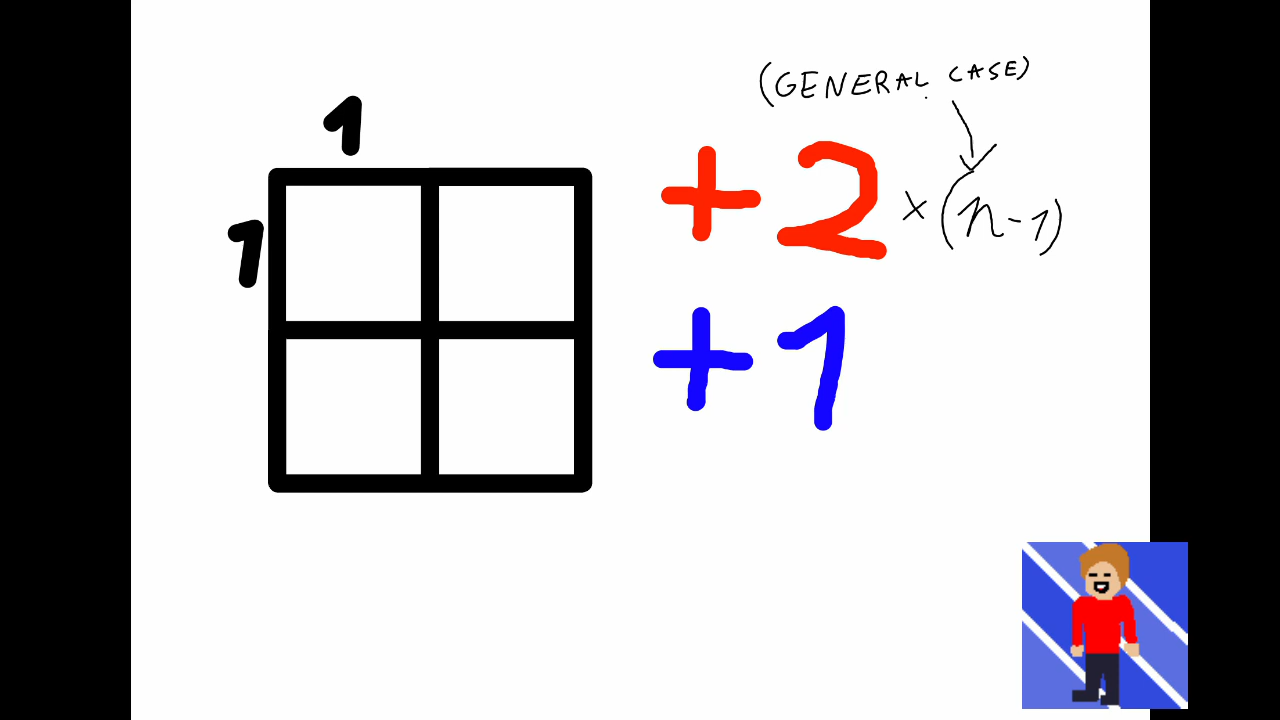 (GENERAL CASE)
1
+2 × (n-1)
1
+1